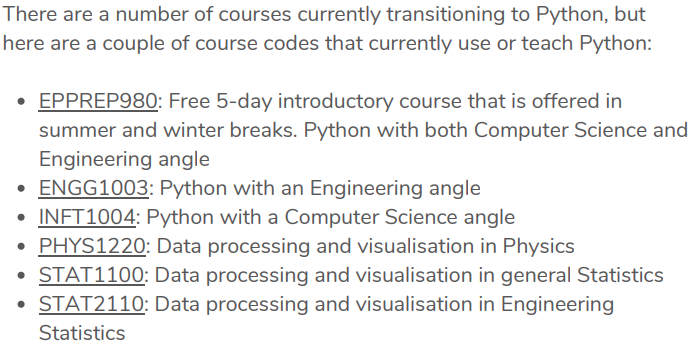 There are a number of courses currently transitioning to Python, but
here are a couple of course codes that currently use or teach Python:
• EPPREP980: Free 5-day introductory course that is offered in
summer and winter breaks. Python with both Computer Science and
Engineering angle
• ENGG1003: Python with an Engineering angle
• INFT1004: Python with a Computer Science angle
• PHYS1220: Data processing and visualisation in Physics
• STAT1100: Data processing and visualisation in general Statistics
• STAT2110: Data processing and visualisation in Engineering
Statistics